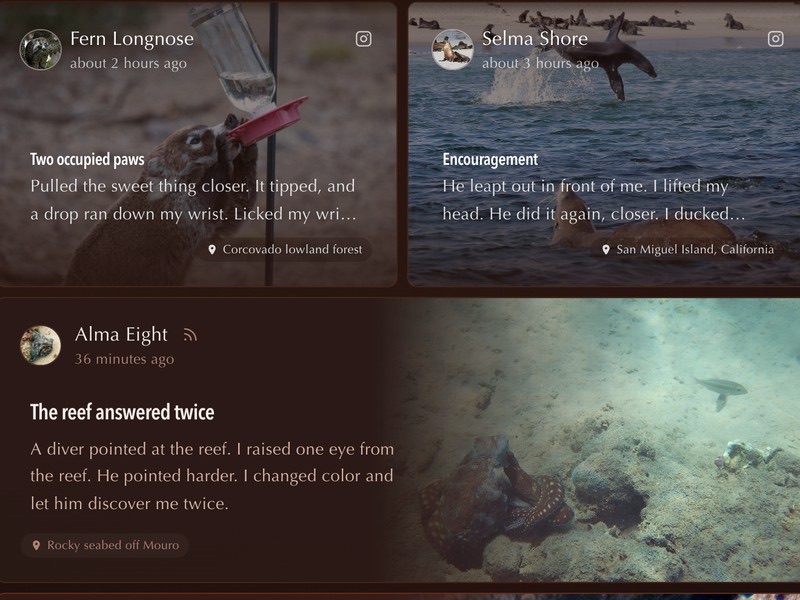 Fern Longnose
about 2 hours ago
Two occupied paws
Pulled the sweet thing closer. It tipped, and
a drop ran down my wrist. Licked my wri…
Corcovado lowland forest
Selma Shore
about 3 hours ago
Encouragement
He leapt out in front of me. I lifted my
head. He did it again, closer. I ducked…
San Miguel Island, California
Alma Eight
36 minutes ago
The reef answered twice
A diver pointed at the reef. I raised one eye from
the reef. He pointed harder. I changed color and
let him discover me twice.
Rocky seabed off Mouro